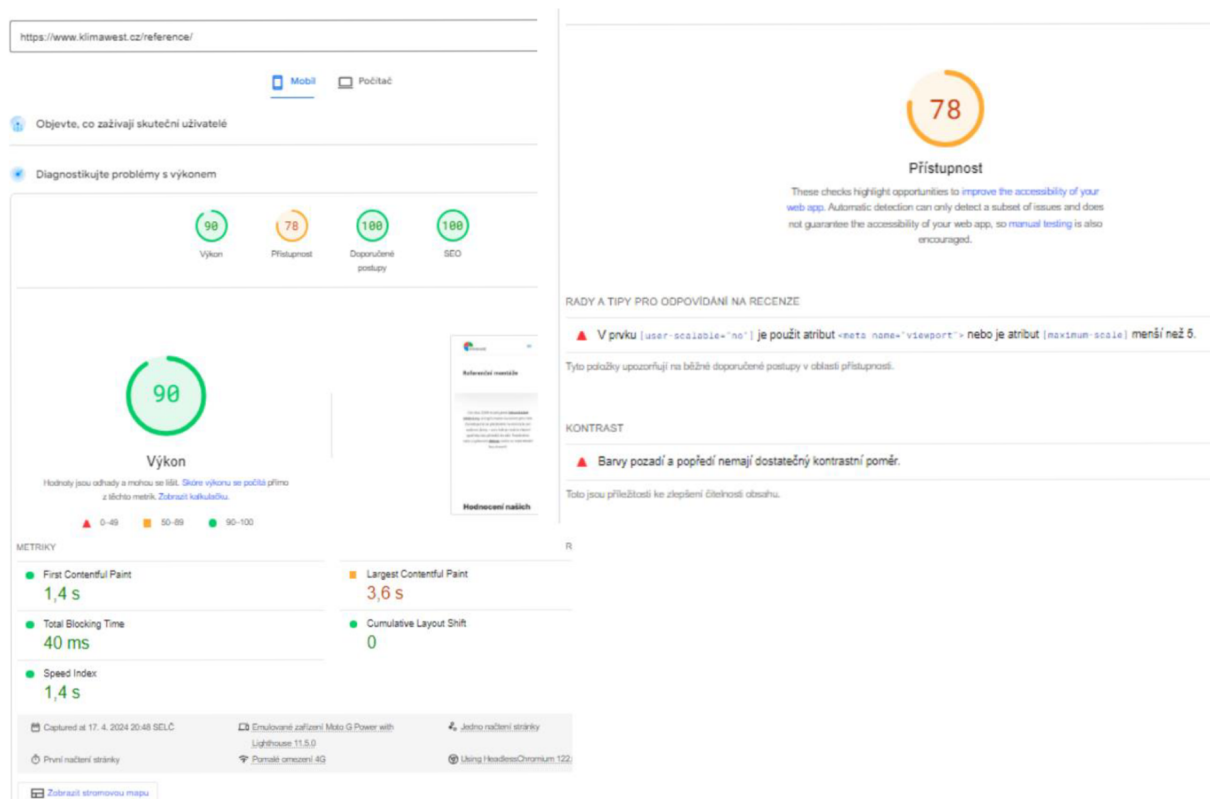 https://www.klimawest.cz/reference/
Mobil
Počítač
Objevte, co zažívají skuteční uživatelé
Diagnostikujte problémy s výkonem
90
78
100
100
Výkon
Přístupnost
Doporučené
postupy
SEO
90
Výkon
Hodnoty jsou odhady a mohou se lišit. Skóre výkonu se počítá přímo
z těchto metrik. Zobrazit kalkulačku.
0–49
50–89
90–100
Referenční montáže
Hodnocení našich
METRIKY
R
First Contentful Paint
1,4 s
Largest Contentful Paint
3,6 s
Total Blocking Time
40 ms
Cumulative Layout Shift
0
Speed Index
1,4 s
Captured at 17. 4. 2024 20:48 SELČ
Emulované zařízení Moto G Power with
Lighthouse 11.5.0
Jedno načtení stránky
První načtení stránky
Pomalé omezení 4G
Using HeadlessChromium 122
Zobrazit stromovou mapu
78
Přístupnost
These checks highlight opportunities to improve the accessibility of your
web app. Automatic detection can only detect a subset of issues and does
not guarantee the accessibility of your web app, so manual testing is also
encouraged.
RADY A TIPY PRO ODPOVÍDÁNÍ NA RECENZE
V prvku [user-scalable="no"] je použit atribut <meta name="viewport"> nebo je atribut [maximum-scale] menší než 5.
Tyto položky upozorňují na běžné doporučené postupy v oblasti přístupnosti.
KONTRAST
Barvy pozadí a popředí nemají dostatečný kontrastní poměr.
Toto jsou příležitosti ke zlepšení čitelnosti obsahu.